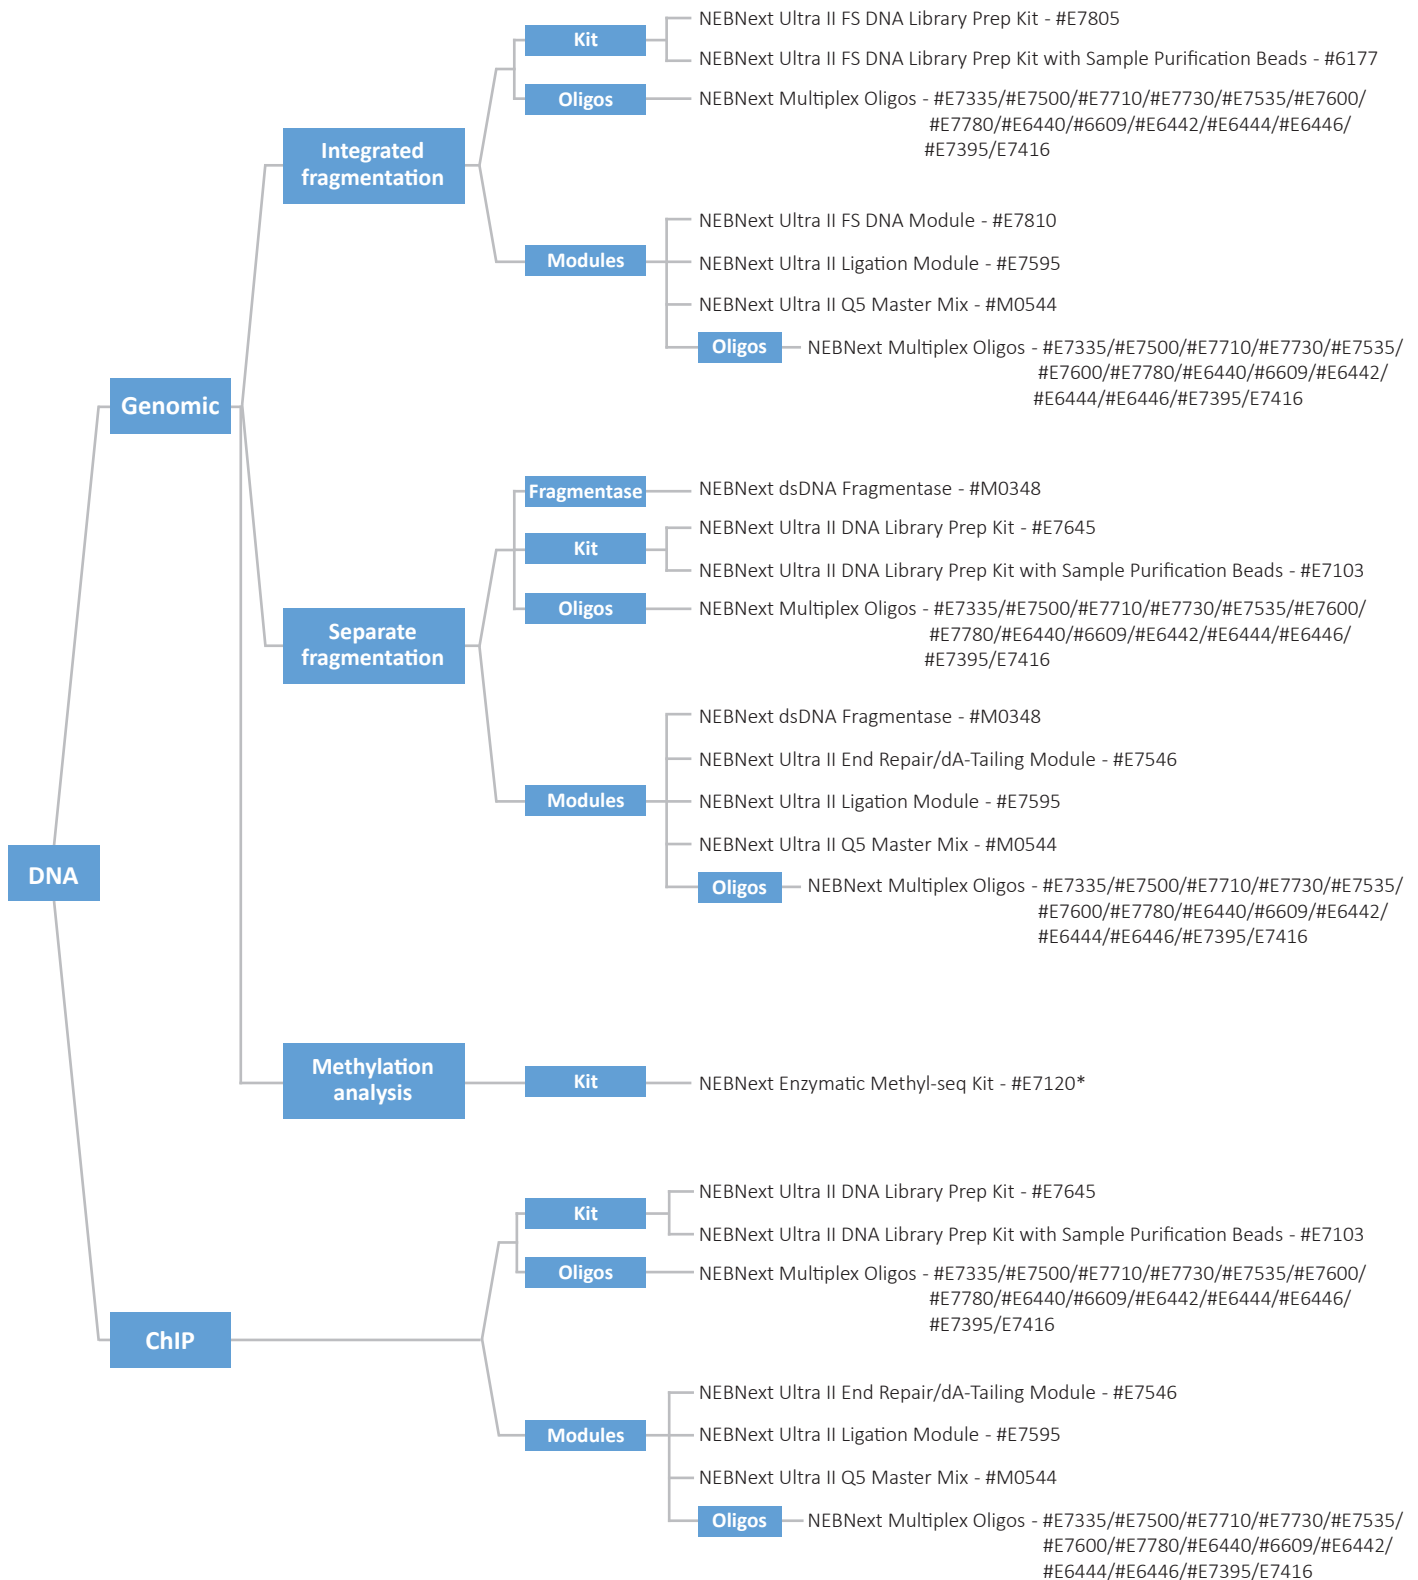 Kit
NEBNext Ultra II FS DNA Library Prep Kit - #E7805
NEBNext Ultra II FS DNA Library Prep Kit with Sample Purification Beads - #6177
Oligos
NEBNext Multiplex Oligos - #E7335/#E7500/#E7710/#E7730/#E7535/#E7600/
#E7780/#E6440/#6609/#E6442/#E6444/#E6446/
#E7395/E7416
Integrated
fragmentation
Modules
NEBNext Ultra II FS DNA Module - #E7810
NEBNext Ultra II Ligation Module - #E7595
NEBNext Ultra II Q5 Master Mix - #M0544
Oligos
NEBNext Multiplex Oligos - #E7335/#E7500/#E7710/#E7730/#E7535/
#E7600/#E7780/#E6440/#6609/#E6442/
#E6444/#E6446/#E7395/E7416
Genomic
Fragmentase
NEBNext dsDNA Fragmentase - #M0348
Kit
NEBNext Ultra II DNA Library Prep Kit - #E7645
NEBNext Ultra II DNA Library Prep Kit with Sample Purification Beads - #E7103
Oligos
NEBNext Multiplex Oligos - #E7335/#E7500/#E7710/#E7730/#E7535/#E7600/
#E7780/#E6440/#6609/#E6442/#E6444/#E6446/
#E7395/E7416
Separate
fragmentation
Modules
NEBNext dsDNA Fragmentase - #M0348
NEBNext Ultra II End Repair/dA-Tailing Module - #E7546
NEBNext Ultra II Ligation Module - #E7595
NEBNext Ultra II Q5 Master Mix - #M0544
Oligos
NEBNext Multiplex Oligos - #E7335/#E7500/#E7710/#E7730/#E7535/
#E7600/#E7780/#E6440/#6609/#E6442/
#E6444/#E6446/#E7395/E7416
DNA
Methylation
analysis
Kit
NEBNext Enzymatic Methyl-seq Kit - #E7120*
Kit
NEBNext Ultra II DNA Library Prep Kit - #E7645
NEBNext Ultra II DNA Library Prep Kit with Sample Purification Beads - #E7103
Oligos
NEBNext Multiplex Oligos - #E7335/#E7500/#E7710/#E7730/#E7535/#E7600/
#E7780/#E6440/#6609/#E6442/#E6444/#E6446/
#E7395/E7416
ChIP
Modules
NEBNext Ultra II End Repair/dA-Tailing Module - #E7546
NEBNext Ultra II Ligation Module - #E7595
NEBNext Ultra II Q5 Master Mix - #M0544
Oligos
NEBNext Multiplex Oligos - #E7335/#E7500/#E7710/#E7730/#E7535/
#E7600/#E7780/#E6440/#6609/#E6442/
#E6444/#E6446/#E7395/E7416